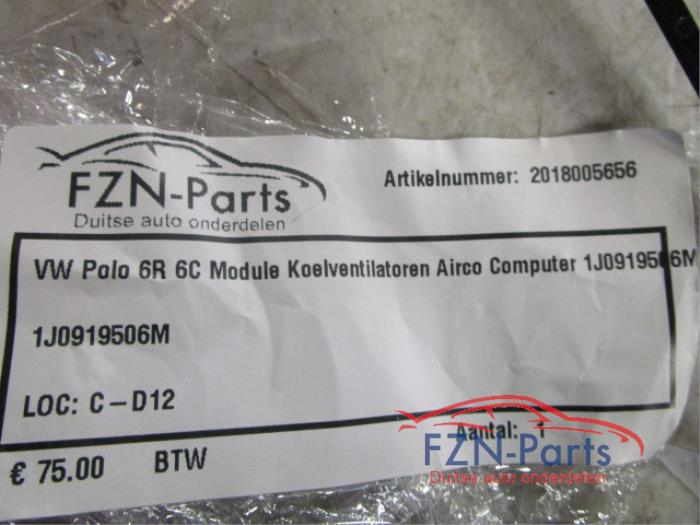 FZN-Parts
Duitse auto onderdelen
Artikelnummer: 2018005656
VW Polo 6R 6C Module Koelventilatoren Airco Computer 1J0919506M
1J0919506M
LOC: C-D12
Aantal: 1
€ 75.00 BTW
FZN-Parts
Duitse auto onderdelen